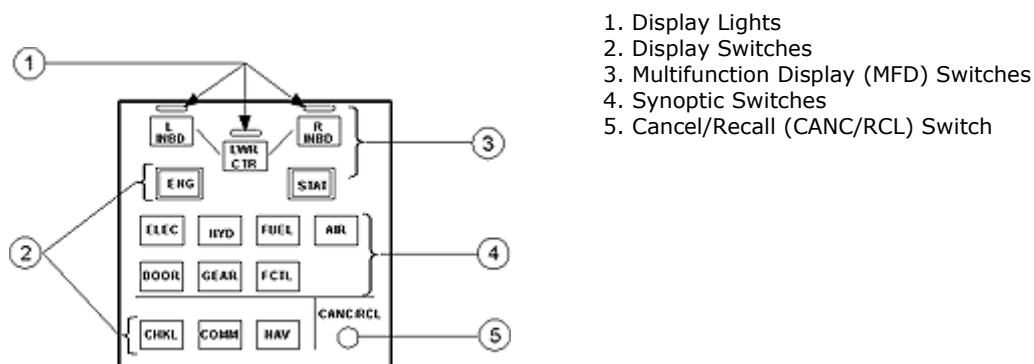 1. Display Lights
2. Display Switches
3. Multifunction Display (MFD) Switches
4. Synoptic Switches
5. Cancel/Recall (CANC/RCL) Switch
1
L
INBD
R
INBD
LWR
CTR
3
ENG
STAT
2
ELEC
HYD
FUEL
AIR
4
DOOR
GEAR
FCTL
CANC/RCL
CHKL
COMM
NAV
5